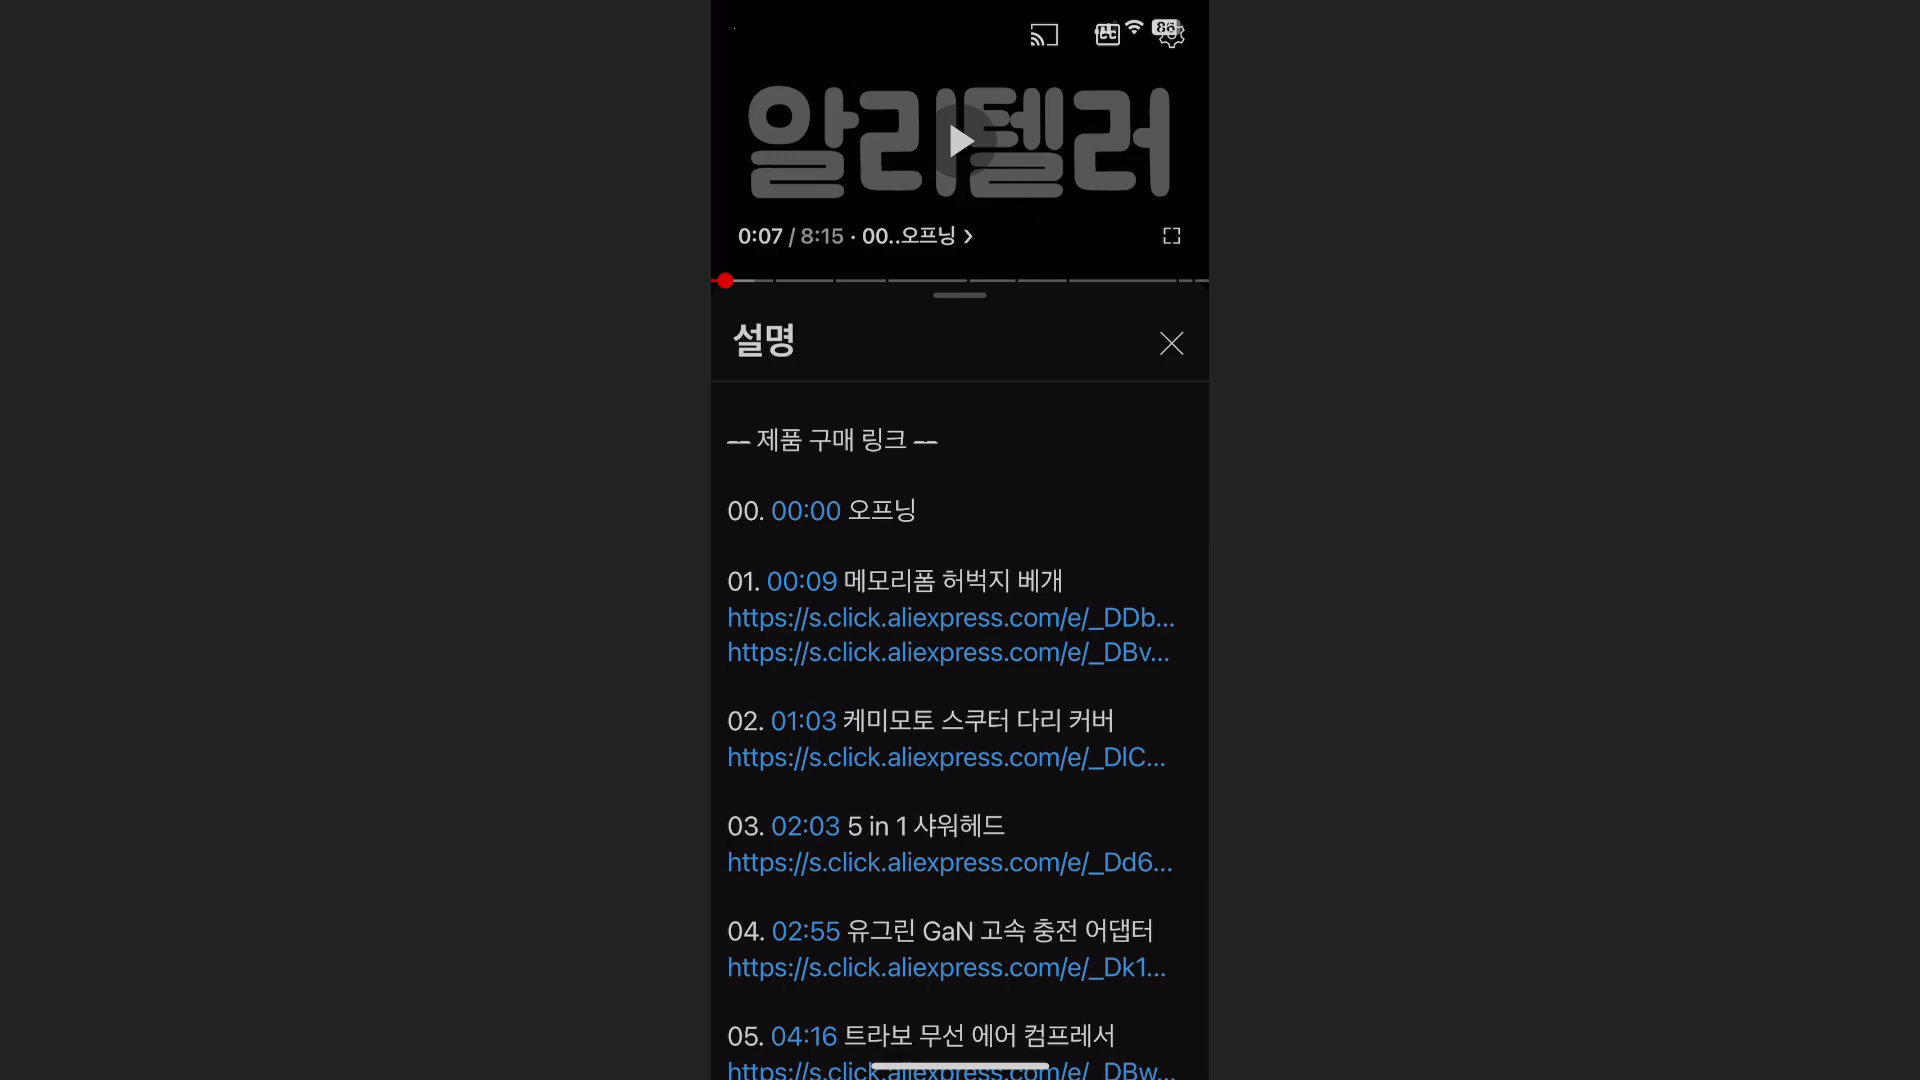 알리텔러
0:07 / 8:15 · 00..오프닝 >
설명
— 제품 구매 링크 —
00. 00:00 오프닝
01. 00:09 메모리폼 허벅지 베개
https://s.click.aliexpress.com/e/_DDb...
https://s.click.aliexpress.com/e/_DBv...
02. 01:03 케미모토 스쿠터 다리 커버
https://s.click.aliexpress.com/e/_DlC...
03. 02:03 5 in 1 샤워헤드
https://s.click.aliexpress.com/e/_Dd6...
04. 02:55 유그린 GaN 고속 충전 어댑터
https://s.click.aliexpress.com/e/_Dk1...
05. 04:16 트라보 무선 에어 컴프레서
https://s.click.aliexpress.com/e/_DBw...